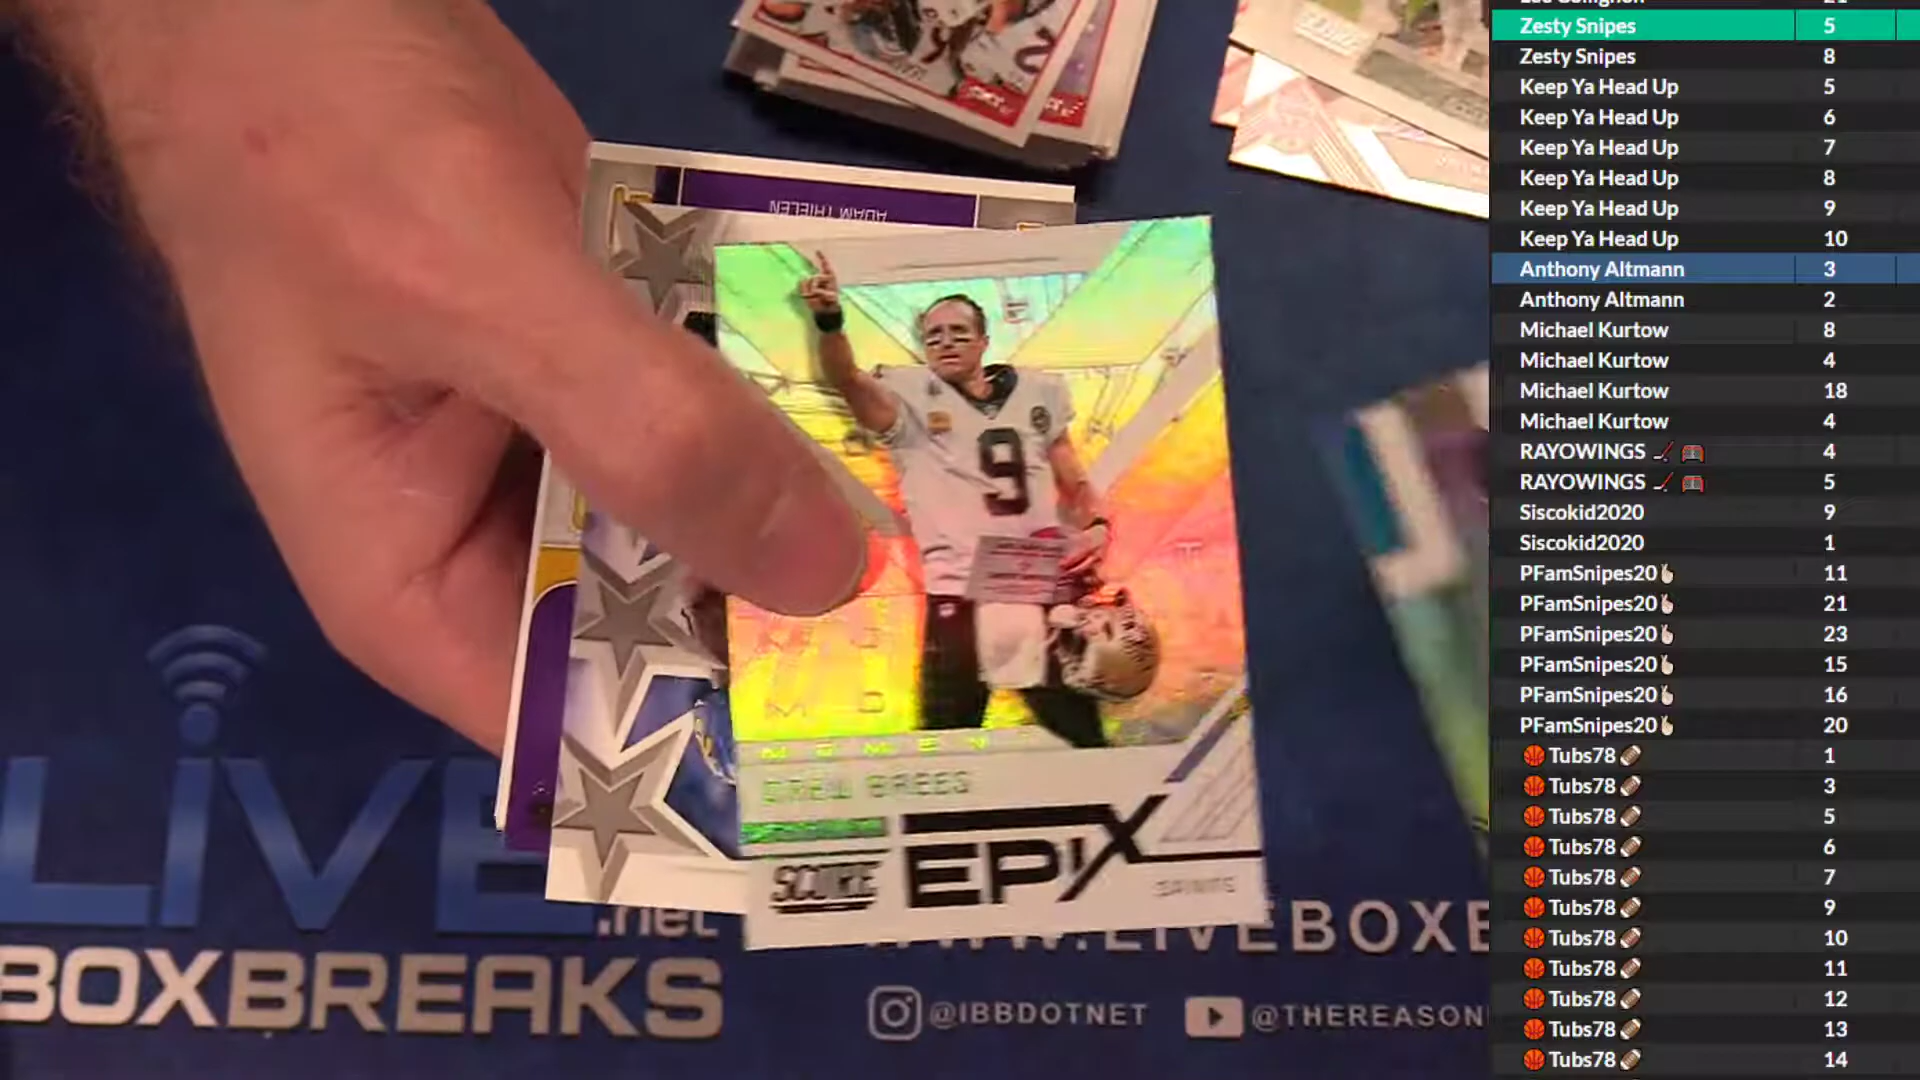 Zesty Snipes 5
Zesty Snipes 8
Keep Ya Head Up 5
Keep Ya Head Up 6
Keep Ya Head Up 7
Keep Ya Head Up 8
Keep Ya Head Up 9
Keep Ya Head Up 10
Anthony Altmann 3
Anthony Altmann 2
Michael Kurtow 8
Michael Kurtow 4
Michael Kurtow 18
Michael Kurtow 4
RAYOWINGS 4
RAYOWINGS 5
Siscokid2020 9
Siscokid2020 1
PFamSnipes20 11
PFamSnipes20 21
PFamSnipes20 23
PFamSnipes20 15
PFamSnipes20 16
PFamSnipes20 20
Tubs78 1
Tubs78 3
Tubs78 5
Tubs78 6
Tubs78 7
Tubs78 9
Tubs78 10
Tubs78 11
Tubs78 12
Tubs78 13
Tubs78 14
ADAM THIELEN
9
MOMEN
DREW BREES
SCORE
EPIX
SAINTS
LiVE
.net
BOXBREAKS
WWW.LIVEBOXB
@IBBDOTNET
@THEREASON